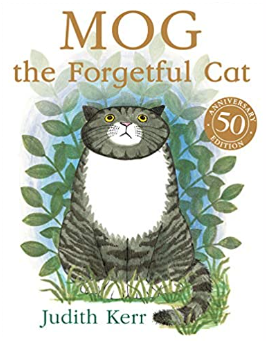 MOG
the Forgetful Cat
ANNIVERSARY
50
EDITION
Judith Kerr